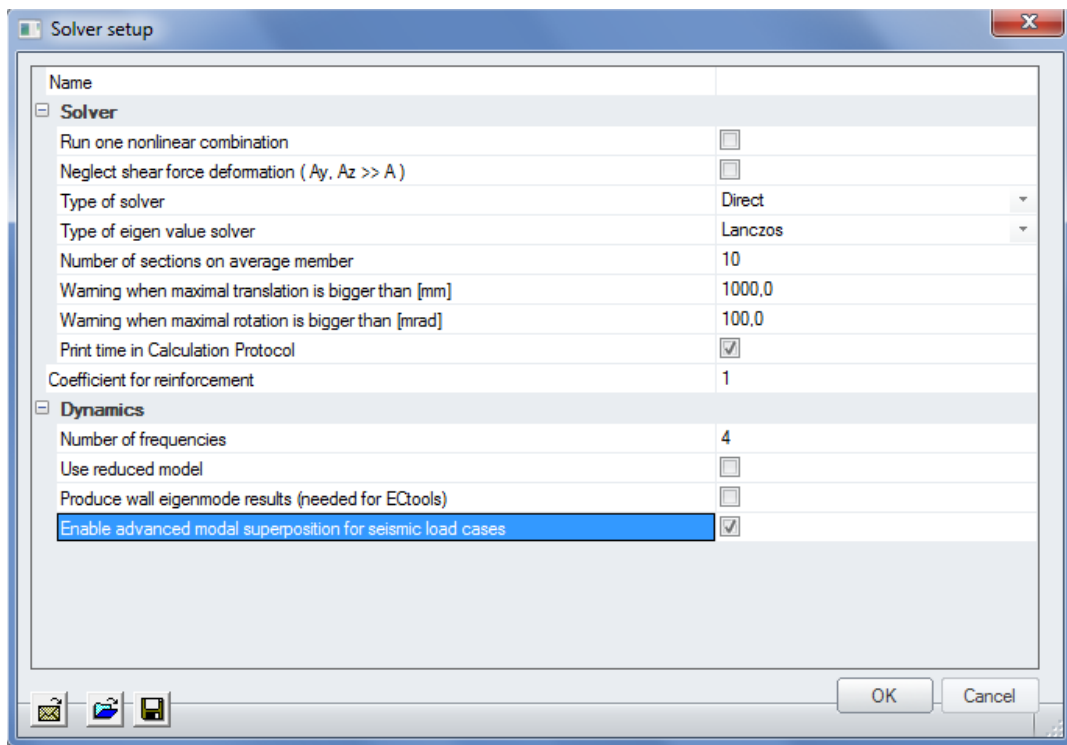 Solver setup
Name
Solver
Run one nonlinear combination
Neglect shear force deformation ( Ay, Az >> A )
Type of solver Direct
Type of eigen value solver Lanczos
Number of sections on average member 10
Warning when maximal translation is bigger than [mm] 1000,0
Warning when maximal rotation is bigger than [mrad] 100,0
Print time in Calculation Protocol
Coefficient for reinforcement 1
Dynamics
Number of frequencies 4
Use reduced model
Produce wall eigenmode results (needed for ECtools)
Enable advanced modal superposition for seismic load cases
OK Cancel